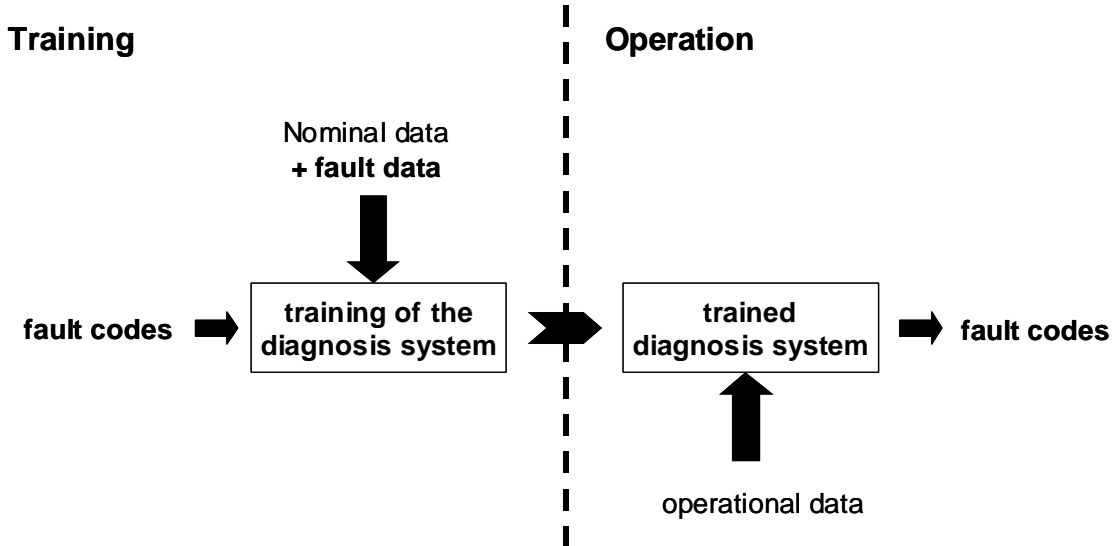 Training
Operation
Nominal data
+ fault data
fault codes
training of the
diagnosis system
trained
diagnosis system
fault codes
operational data